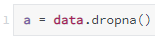 1 a = data.dropna()